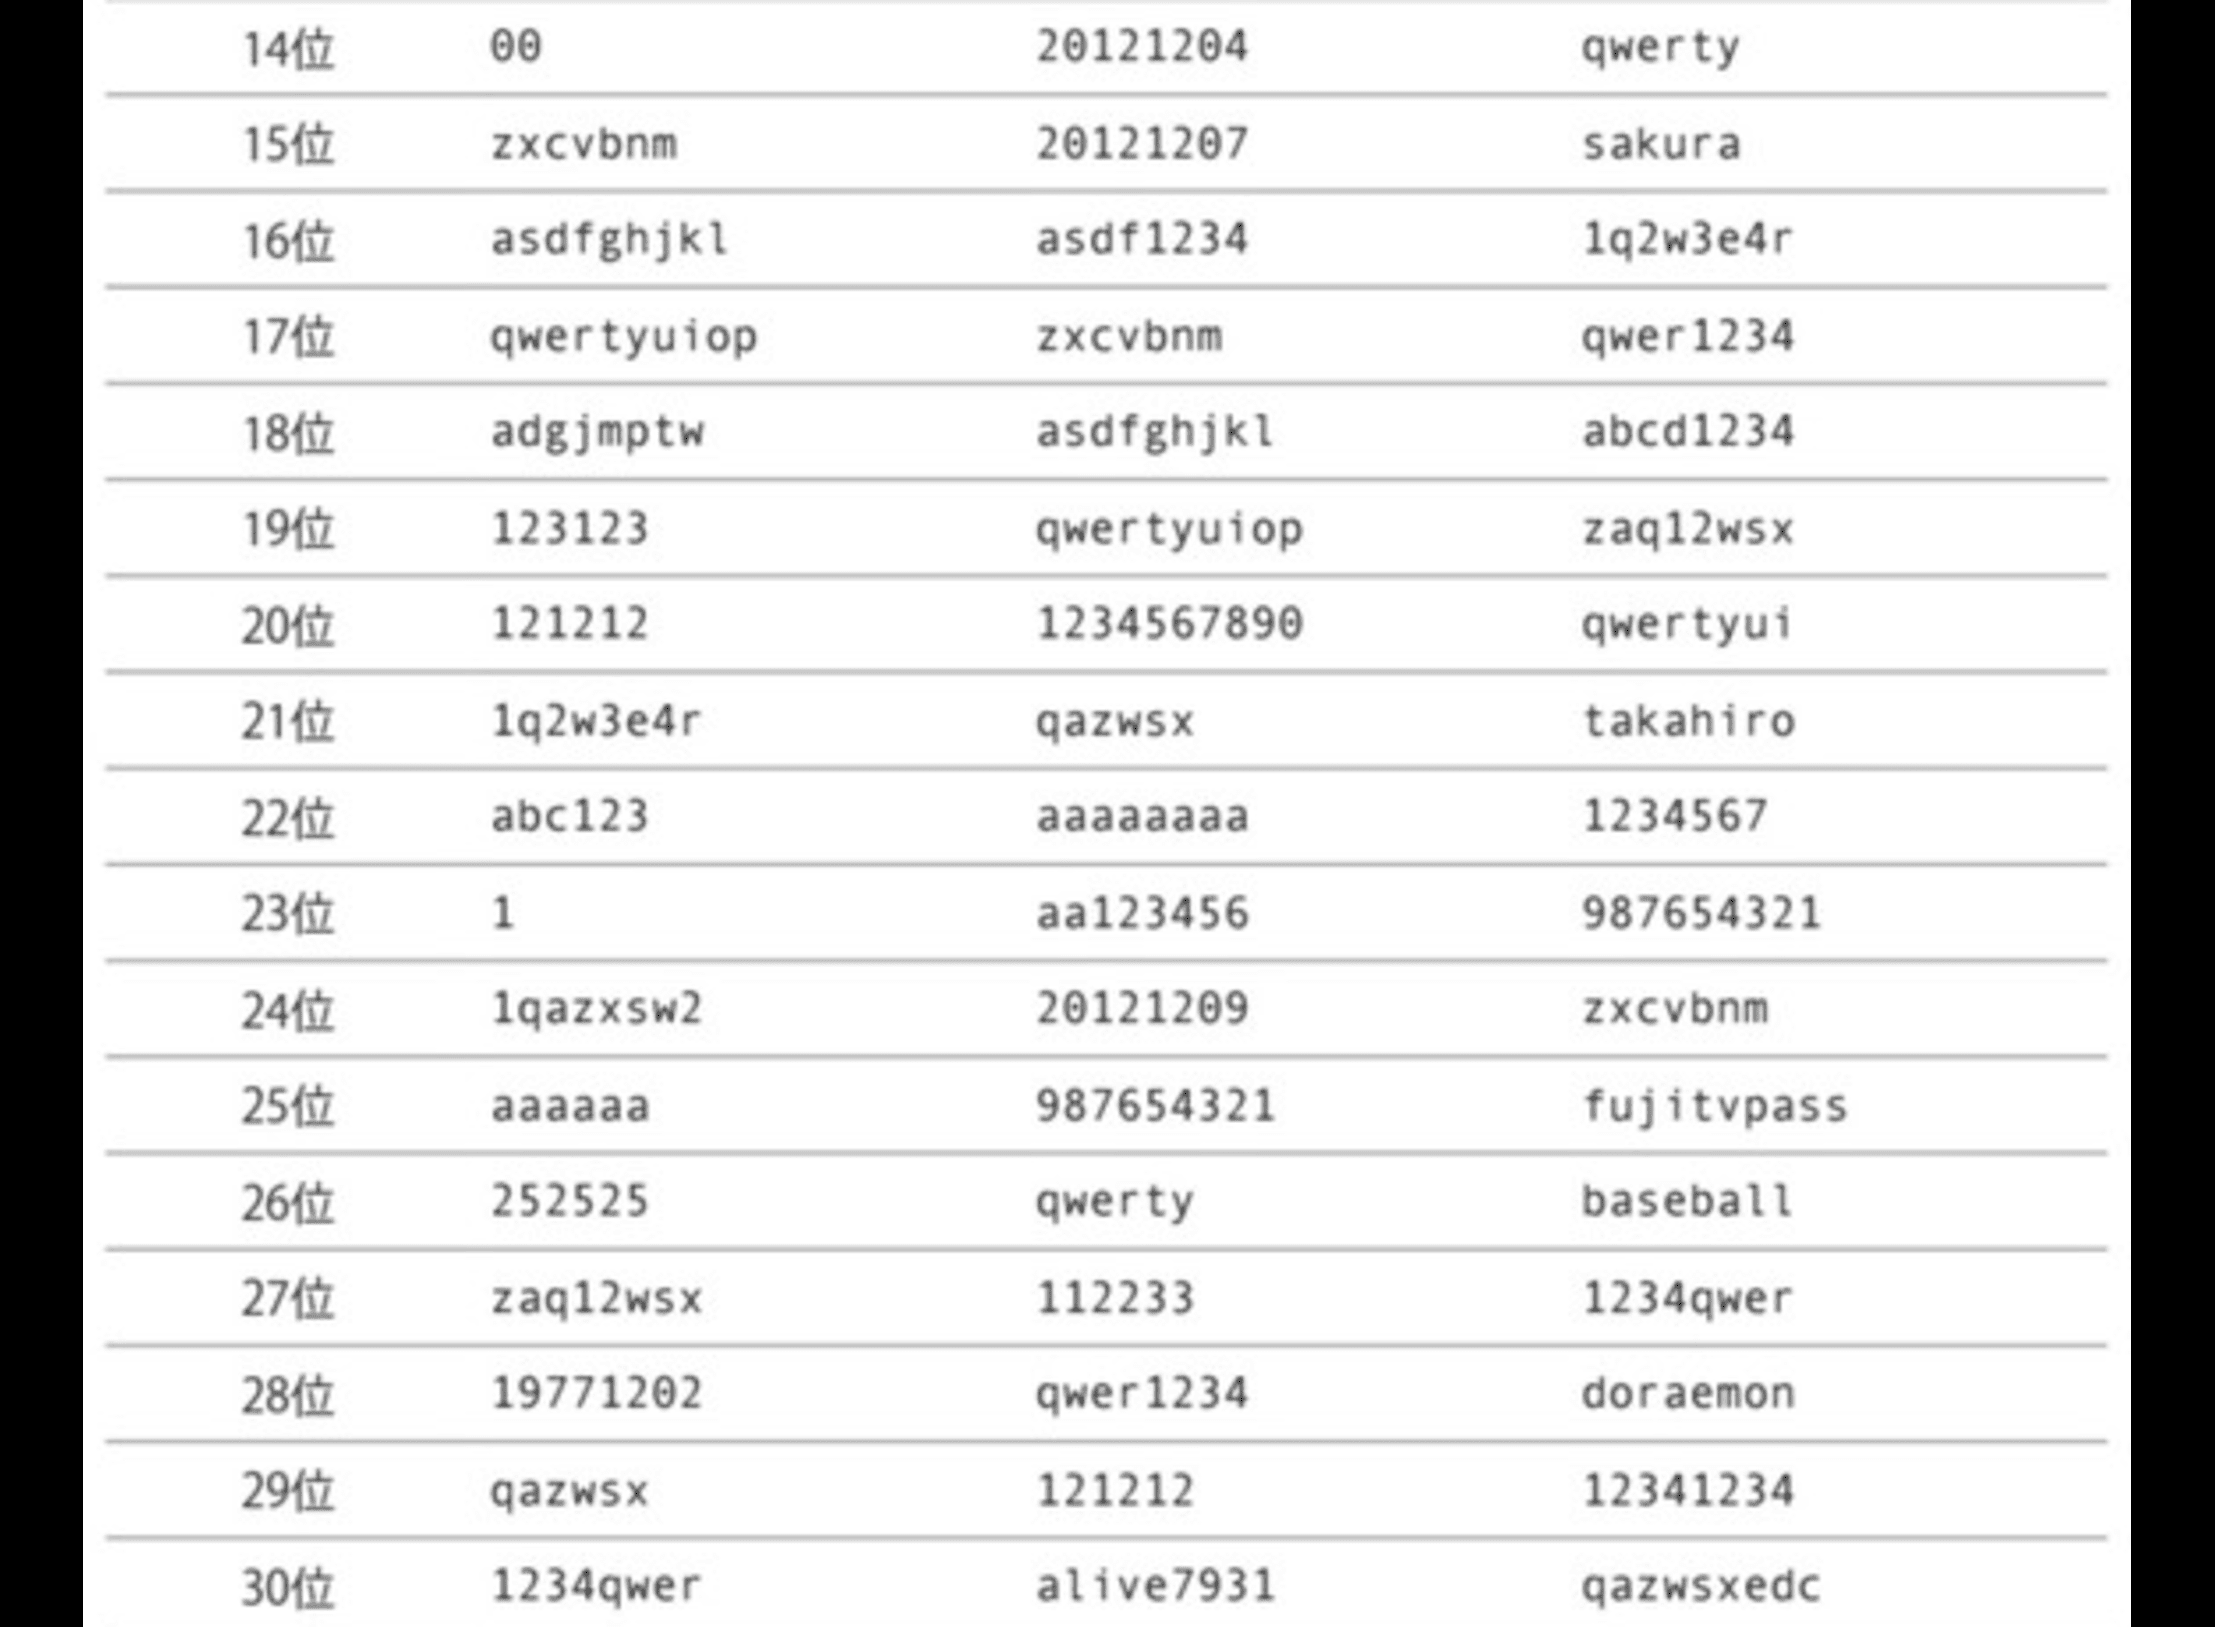 14位 00 20121204 qwerty
15位 zxcvbnm 20121207 sakura
16位 asdfghjkl asdf1234 1q2w3e4r
17位 qwertyuiop zxcvbnm qwer1234
18位 adgjmptw asdfghjkl abcd1234
19位 123123 qwertyuiop zaq12wsx
20位 121212 1234567890 qwertyui
21位 1q2w3e4r qazwsx takahiro
22位 abc123 aaaaaaaa 1234567
23位 1 aa123456 987654321
24位 1qazxsw2 20121209 zxcvbnm
25位 aaaaaa 987654321 fujitvpass
26位 252525 qwerty baseball
27位 zaq12wsx 112233 1234qwer
28位 19771202 qwer1234 doraemon
29位 qazwsx 121212 12341234
30位 1234qwer alive7931 qazwsxedc